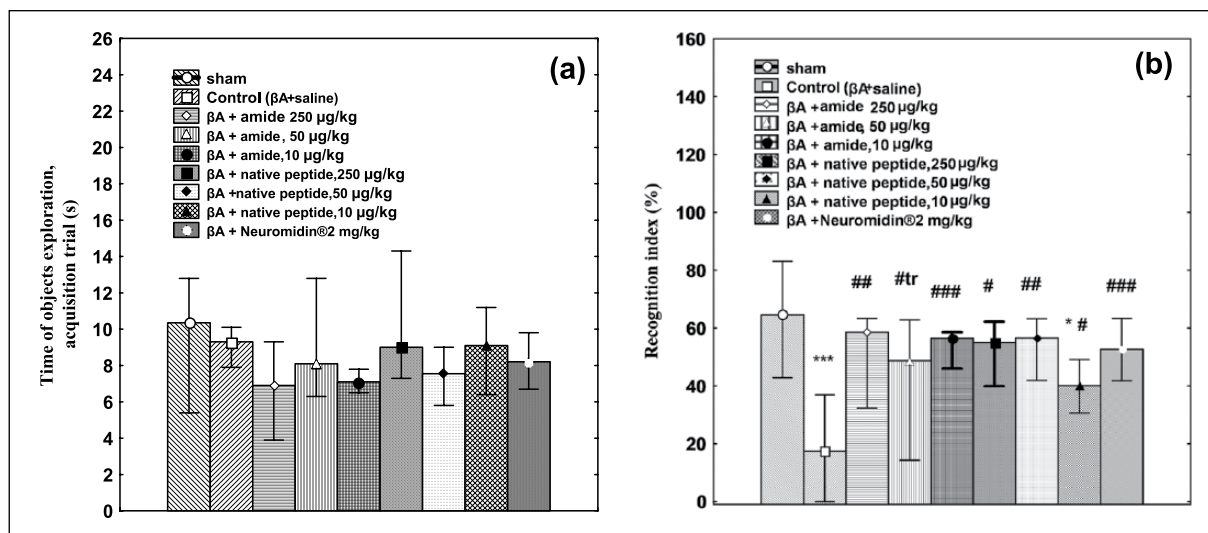 26
24
22
20
18
16
14
12
10
8
6
4
2
0
Time of objects exploration,
acquisition trial (s)
(a)
sham
Control (βA+saline)
βA + amide 250 µg/kg
βA + amide, 50 µg/kg
βA + amide,10 µg/kg
βA + native peptide,250 µg/kg
βA +native peptide,50 µg/kg
βA + native peptide,10 µg/kg
βA + Neuromidin®2 mg/kg
160
140
120
100
80
60
40
20
0
Recognition index (%)
(b)
sham
Control (βA+saline)
βA +amide 250 µg/kg
βA +amide, 50 µg/kg
βA + amide,10 µg/kg
βA + native peptide,250 µg/kg
βA + native peptide,50 µg/kg
βA + native peptide,10 µg/kg
βA +Neuromidin®2 mg/kg
*** ## #tr ### # ## * # ###